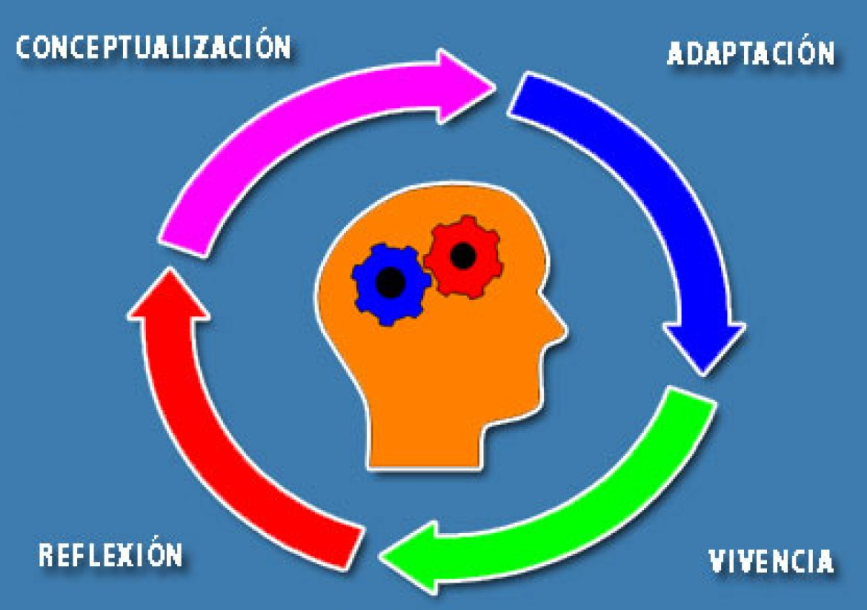 CONCEPTUALIZACIÓN
ADAPTACIÓN
REFLEXIÓN
VIVENCIA